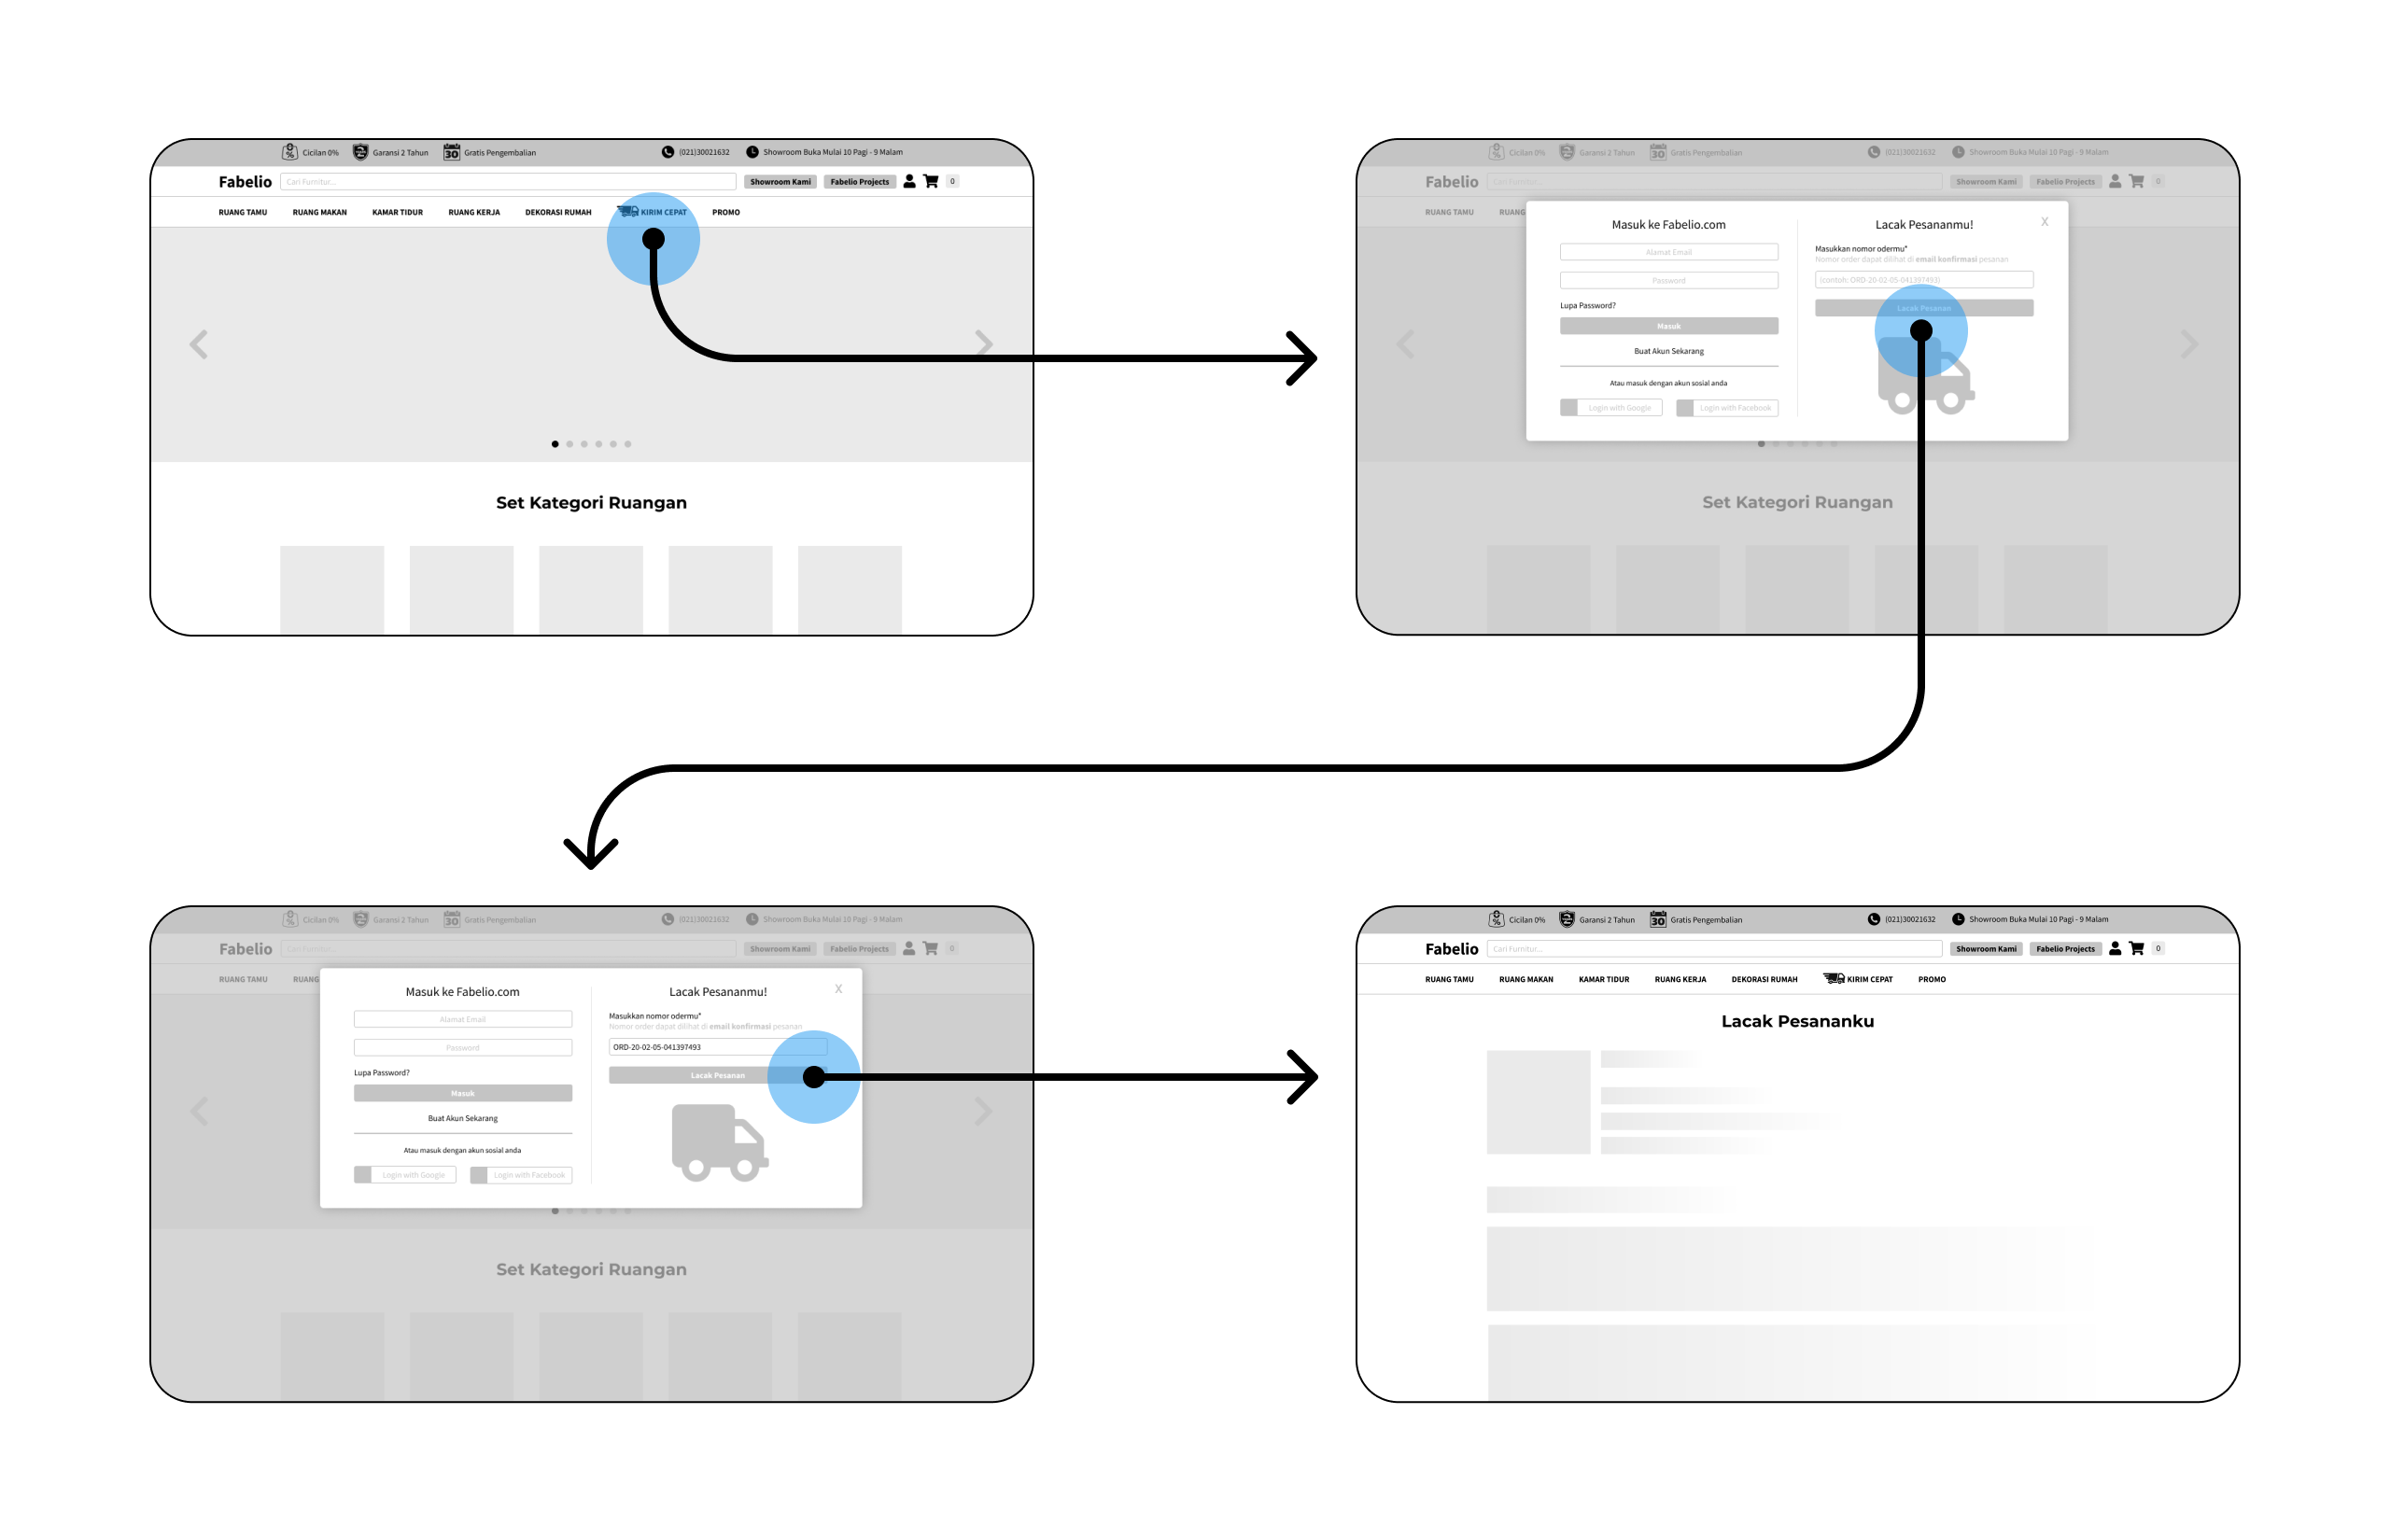 Cicilan 0% Garansi 2 Tahun 30 Gratis Pengembalian (021)30021632 Showroom Buka Mulai 10 Pagi - 9 Malam
Fabelio Cari Furnitur... Showroom Kami Fabelio Projects 0
RUANG TAMU RUANG MAKAN KAMAR TIDUR RUANG KERJA DEKORASI RUMAH KIRIM CEPAT PROMO
Set Kategori Ruangan
Cicilan 0% Garansi 2 Tahun 30 Gratis Pengembalian (021)30021632 Showroom Buka Mulai 10 Pagi - 9 Malam
Fabelio Cari Furnitur... Showroom Kami Fabelio Projects 0
RUANG TAMU RUANG
Masuk ke Fabelio.com
Alamat Email
Password
Lupa Password?
Masuk
Buat Akun Sekarang
Atau masuk dengan akun sosial anda
Login with Google Login with Facebook
Lacak Pesananmu! X
Masukkan nomor odermu*
Nomor order dapat dilihat di email konfirmasi pesanan
(contoh: ORD-20-02-05-041397493)
Lacak Pesanan
Set Kategori Ruangan
Cicilan 0% Garansi 2 Tahun 30 Gratis Pengembalian (021)30021632 Showroom Buka Mulai 10 Pagi - 9 Malam
Fabelio Cari Furnitur... Showroom Kami Fabelio Projects 0
RUANG TAMU RUANG
Masuk ke Fabelio.com
Alamat Email
Password
Lupa Password?
Masuk
Buat Akun Sekarang
Atau masuk dengan akun sosial anda
Login with Google Login with Facebook
Lacak Pesananmu! X
Masukkan nomor odermu*
Nomor order dapat dilihat di email konfirmasi pesanan
ORD-20-02-05-041397493
Lacak Pesanan
Set Kategori Ruangan
Cicilan 0% Garansi 2 Tahun 30 Gratis Pengembalian (021)30021632 Showroom Buka Mulai 10 Pagi - 9 Malam
Fabelio Cari Furnitur... Showroom Kami Fabelio Projects 0
RUANG TAMU RUANG MAKAN KAMAR TIDUR RUANG KERJA DEKORASI RUMAH KIRIM CEPAT PROMO
Lacak Pesananku